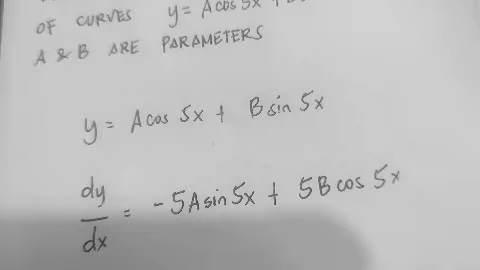 OF CURVES y = A cos 5x +
A & B ARE PARAMETERS
y = A cos 5x + B sin 5x
dy/dx = -5A sin 5x + 5B cos 5x